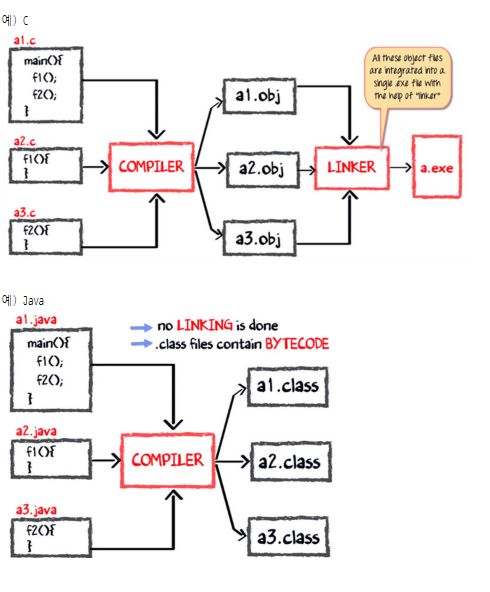 예) C
a1.c
main(){
f1();
f2();
}
a2.c
f1(){
}
a3.c
f2(){
}
COMPILER
a1.obj
a2.obj
a3.obj
LINKER
All these object files
are integrated into a
single .exe file with
the help of "linker"
a.exe
예) Java
a1.java
main(){
f1();
f2();
}
a2.java
f1(){
}
a3.java
f2(){
}
no LINKING is done
.class files contain BYTECODE
COMPILER
a1.class
a2.class
a3.class